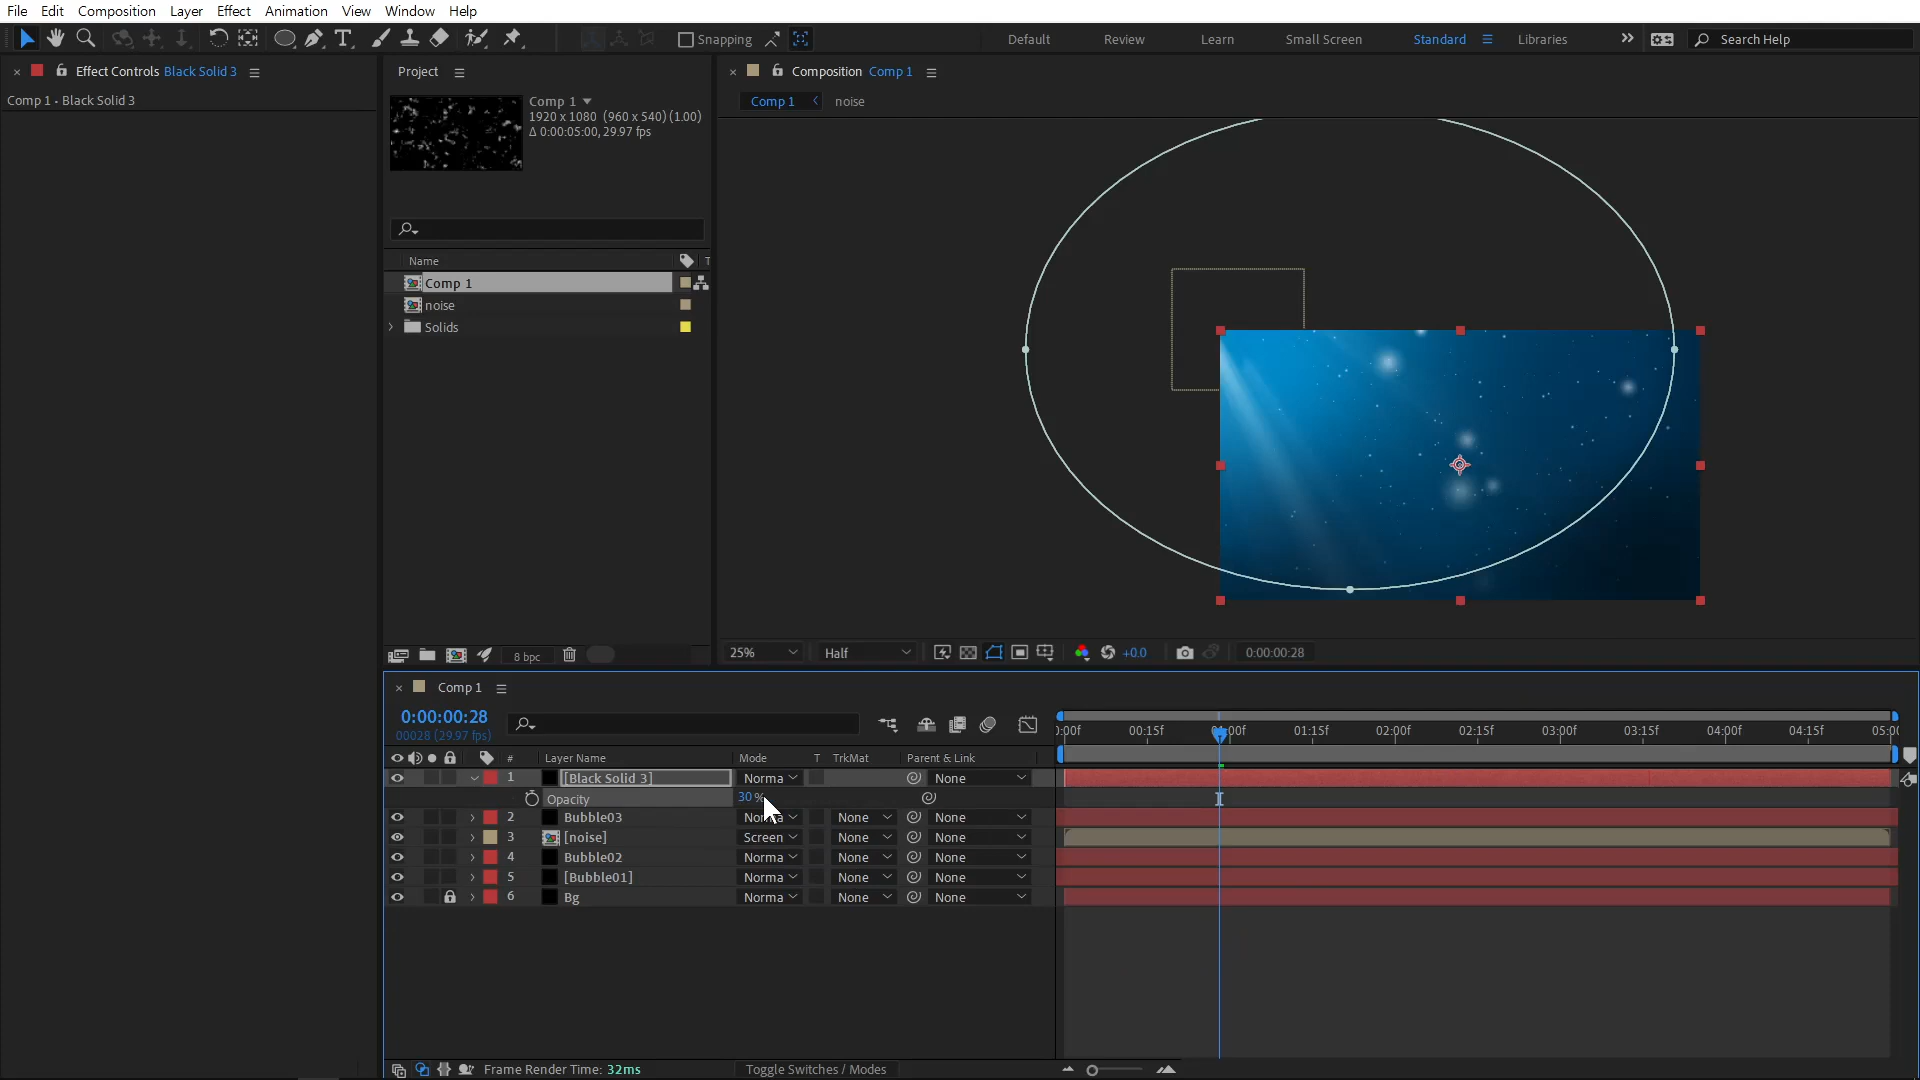 File Edit Composition Layer Effect Animation View Window Help
Snapping
Default Review Learn Small Screen Standard Libraries Search Help
Effect Controls Black Solid 3
Comp 1 • Black Solid 3
Project
Comp 1
1920 x 1080 (960 x 540) (1.00)
Δ 0:00:05:00, 29.97 fps
Name T
Comp 1
noise
Solids
8 bpc
Composition Comp 1
Comp 1 noise
25% Half +0.0 0:00:00:28
Comp 1
0:00:00:28
00028 (29.97 fps)
# Layer Name Mode T TrkMat Parent & Link
:00f 00:15f 00f 01:15f 02:00f 02:15f 03:00f 03:15f 04:00f 04:15f 05:00
1 [Black Solid 3] Norma None
Opacity 30 %
2 Bubble03 Norma None None
3 [noise] Screen None None
4 Bubble02 Norma None None
5 [Bubble01] Norma None None
6 Bg Norma None None
Frame Render Time: 32ms Toggle Switches / Modes